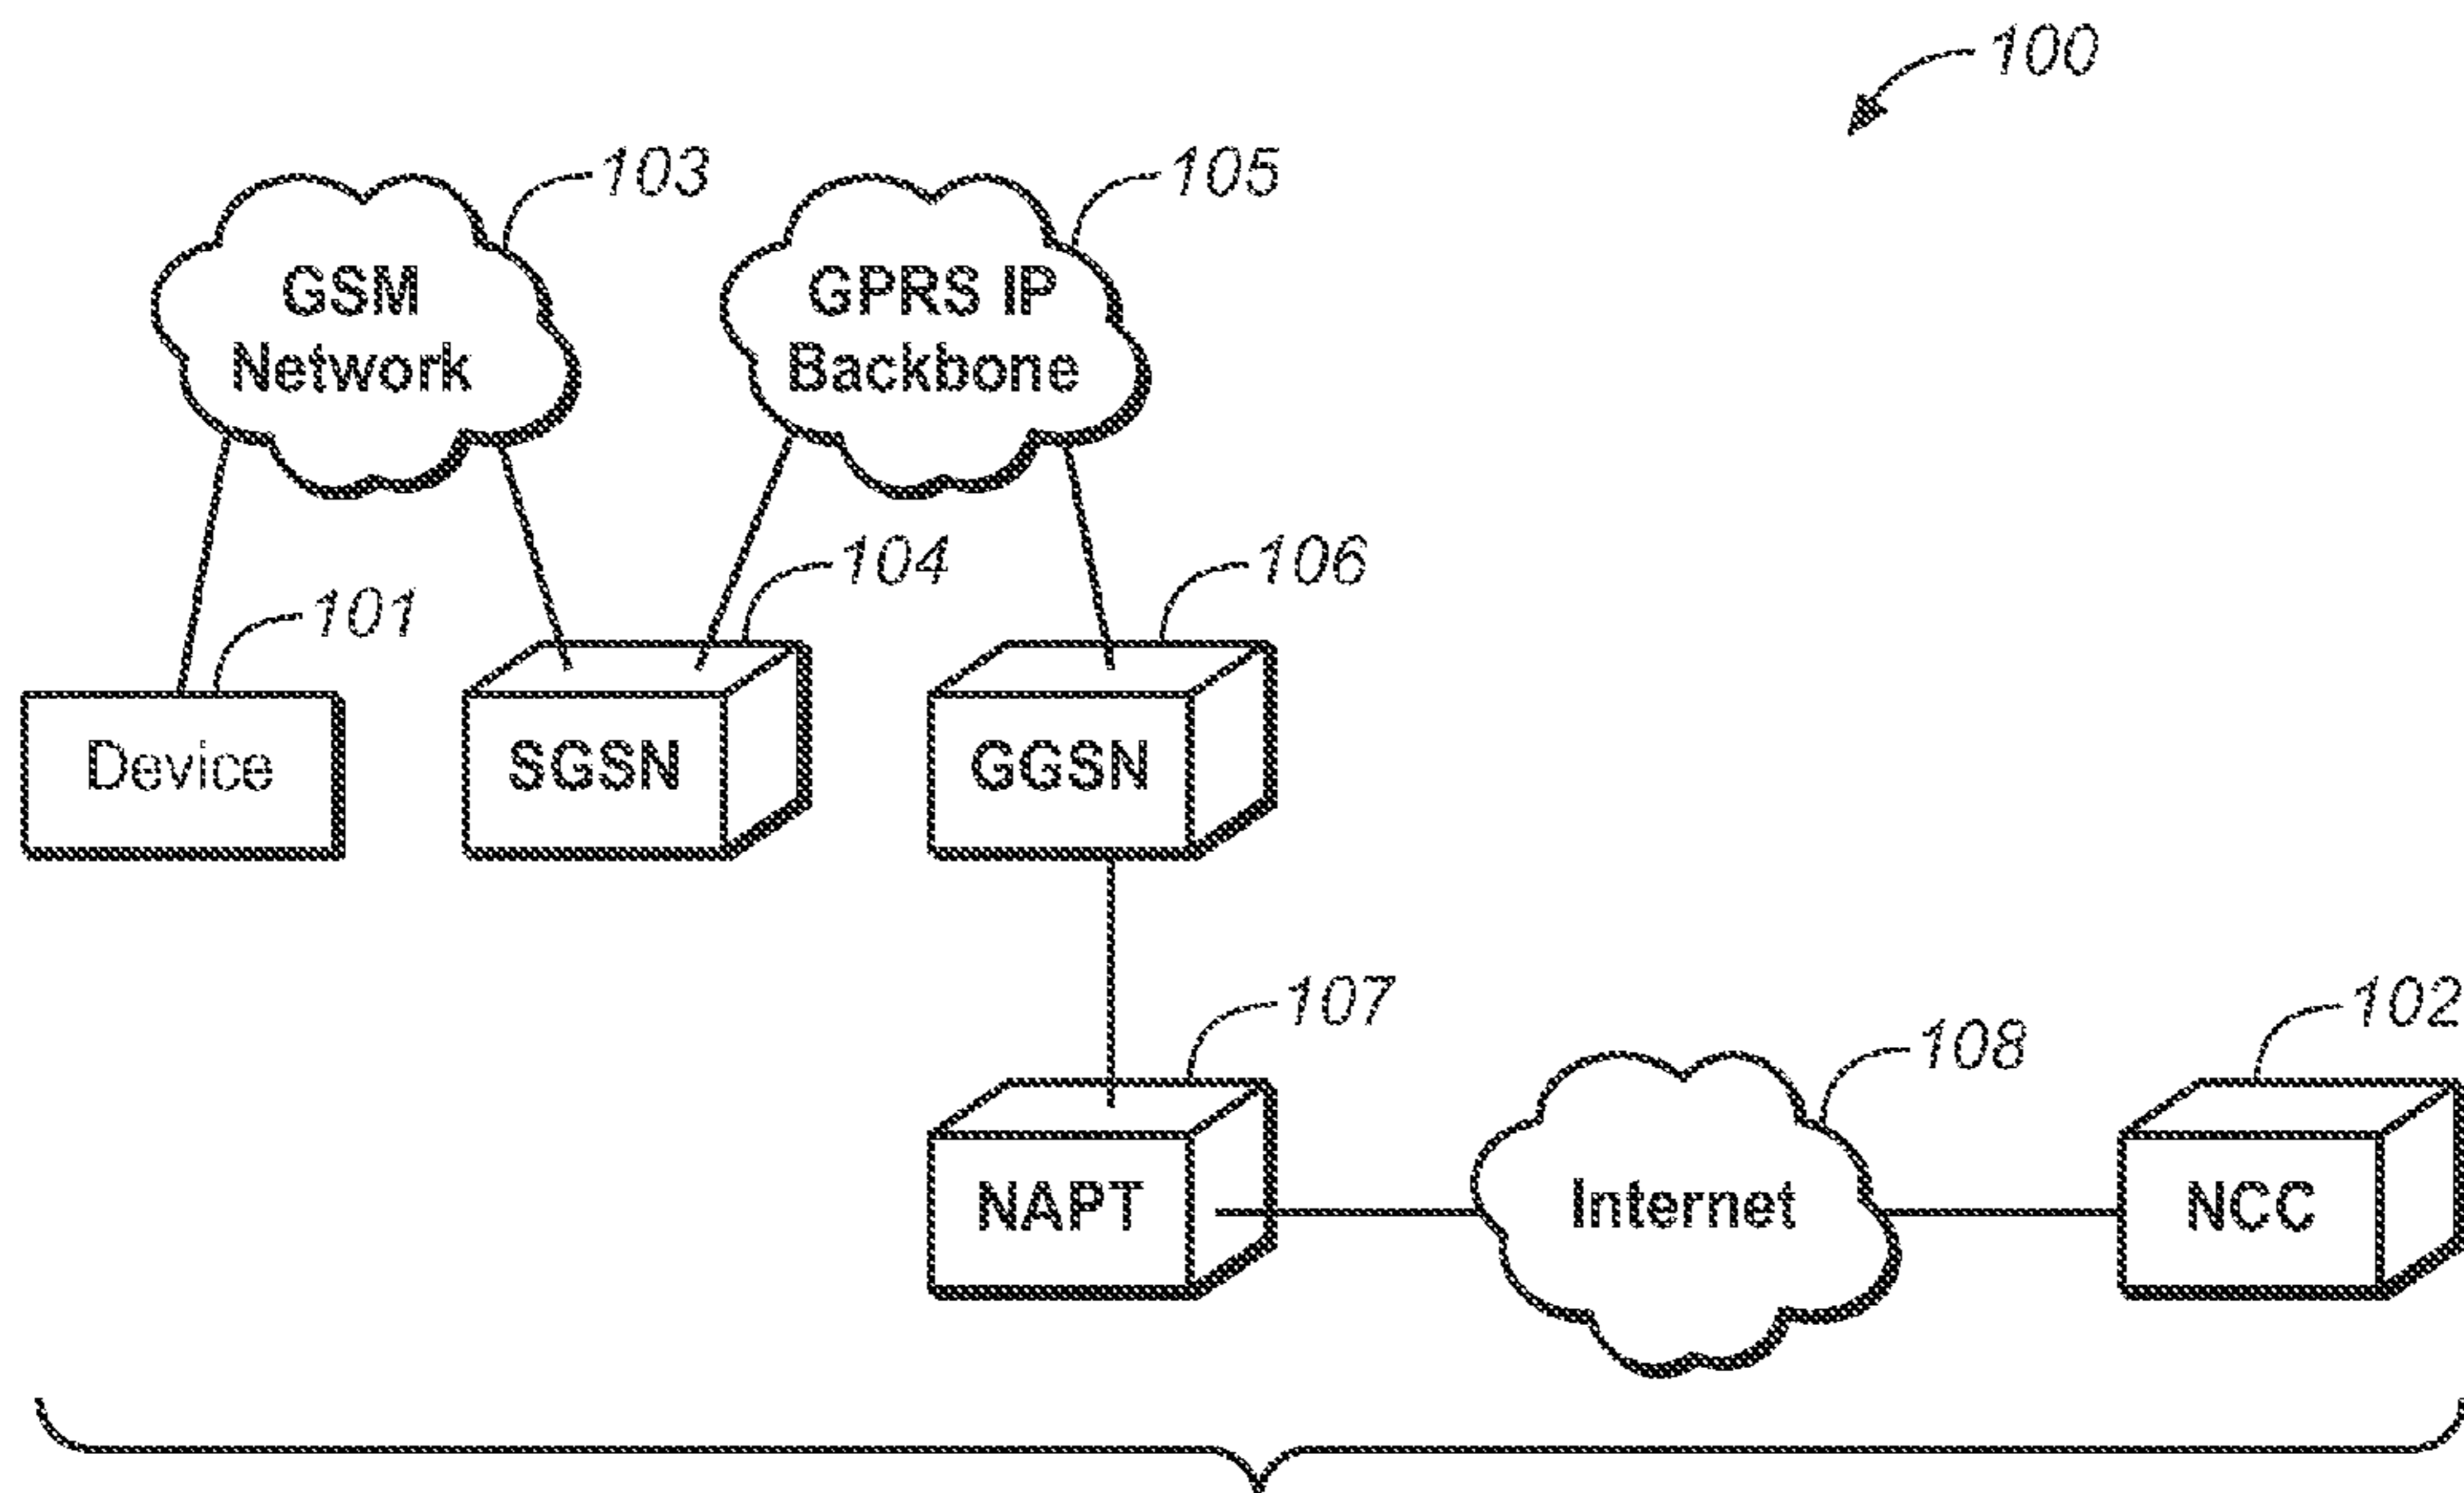 100
103
105
GSM
Network
GPRS IP
Backbone
104
106
101
Device
SGSN
GGSN
107
108
102
NAPT
Internet
NCC